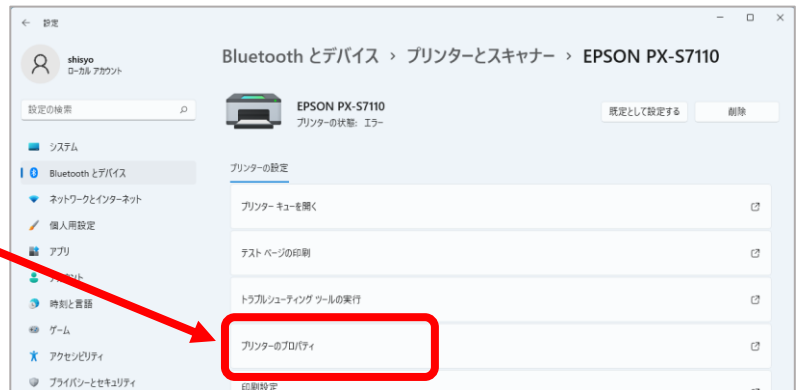 ← 設定
shisyo
ローカル アカウント
Bluetooth とデバイス › プリンターとスキャナー › EPSON PX-S7110
設定の検索
EPSON PX-S7110
プリンターの状態: エラー
既定として設定する
削除
システム
Bluetooth とデバイス
ネットワークとインターネット
個人用設定
アプリ
時刻と言語
ゲーム
アクセシビリティ
プライバシーとセキュリティ
プリンターの設定
プリンター キューを開く
テスト ページの印刷
トラブルシューティング ツールの実行
プリンターのプロパティ
印刷設定